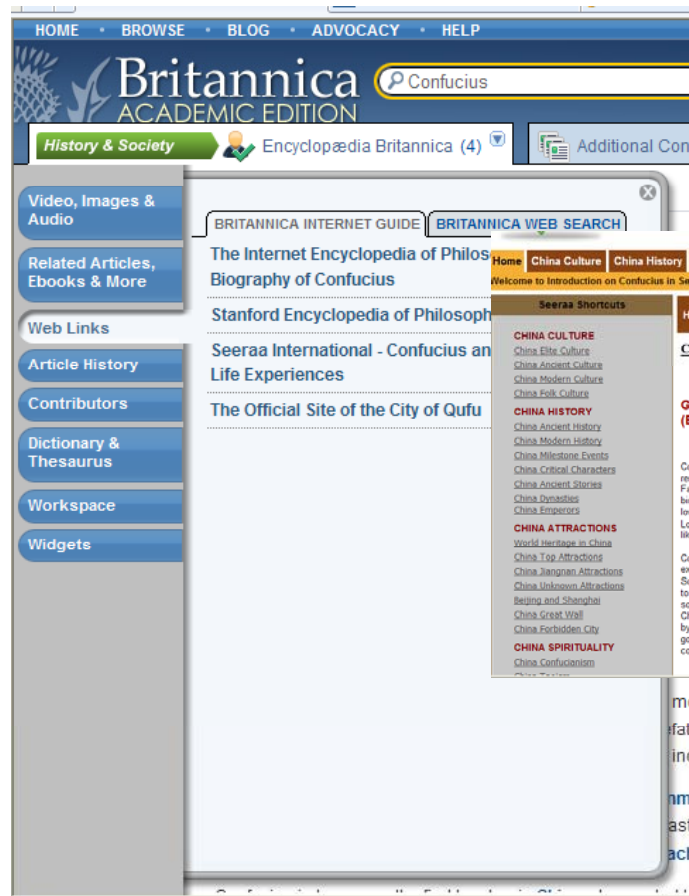 HOME • BROWSE • BLOG • ADVOCACY • HELP
Britannica
ACADEMIC EDITION
Confucius
History & Society
Encyclopædia Britannica (4)
Additional Con
Video, Images &
Audio
Related Articles,
Ebooks & More
Web Links
Article History
Contributors
Dictionary &
Thesaurus
Workspace
Widgets
BRITANNICA INTERNET GUIDE
BRITANNICA WEB SEARCH
The Internet Encyclopedia of Philos
Biography of Confucius
Stanford Encyclopedia of Philosoph
Seeraa International - Confucius an
Life Experiences
The Official Site of the City of Qufu
Home China Culture China History
Welcome to Introduction on Confucius in Se
Seeraa Shortcuts
CHINA CULTURE
China Elite Culture
China Ancient Culture
China Modern Culture
China Folk Culture
CHINA HISTORY
China Ancient History
China Modern History
China Milestone Events
China Critical Characters
China Ancient Stories
China Dynasties
China Emperors
CHINA ATTRACTIONS
World Heritage in China
China Top Attractions
China Jiangnan Attractions
China Unknown Attractions
Beijing and Shanghai
China Great Wall
China Forbidden City
CHINA SPIRITUALITY
China Confucianism